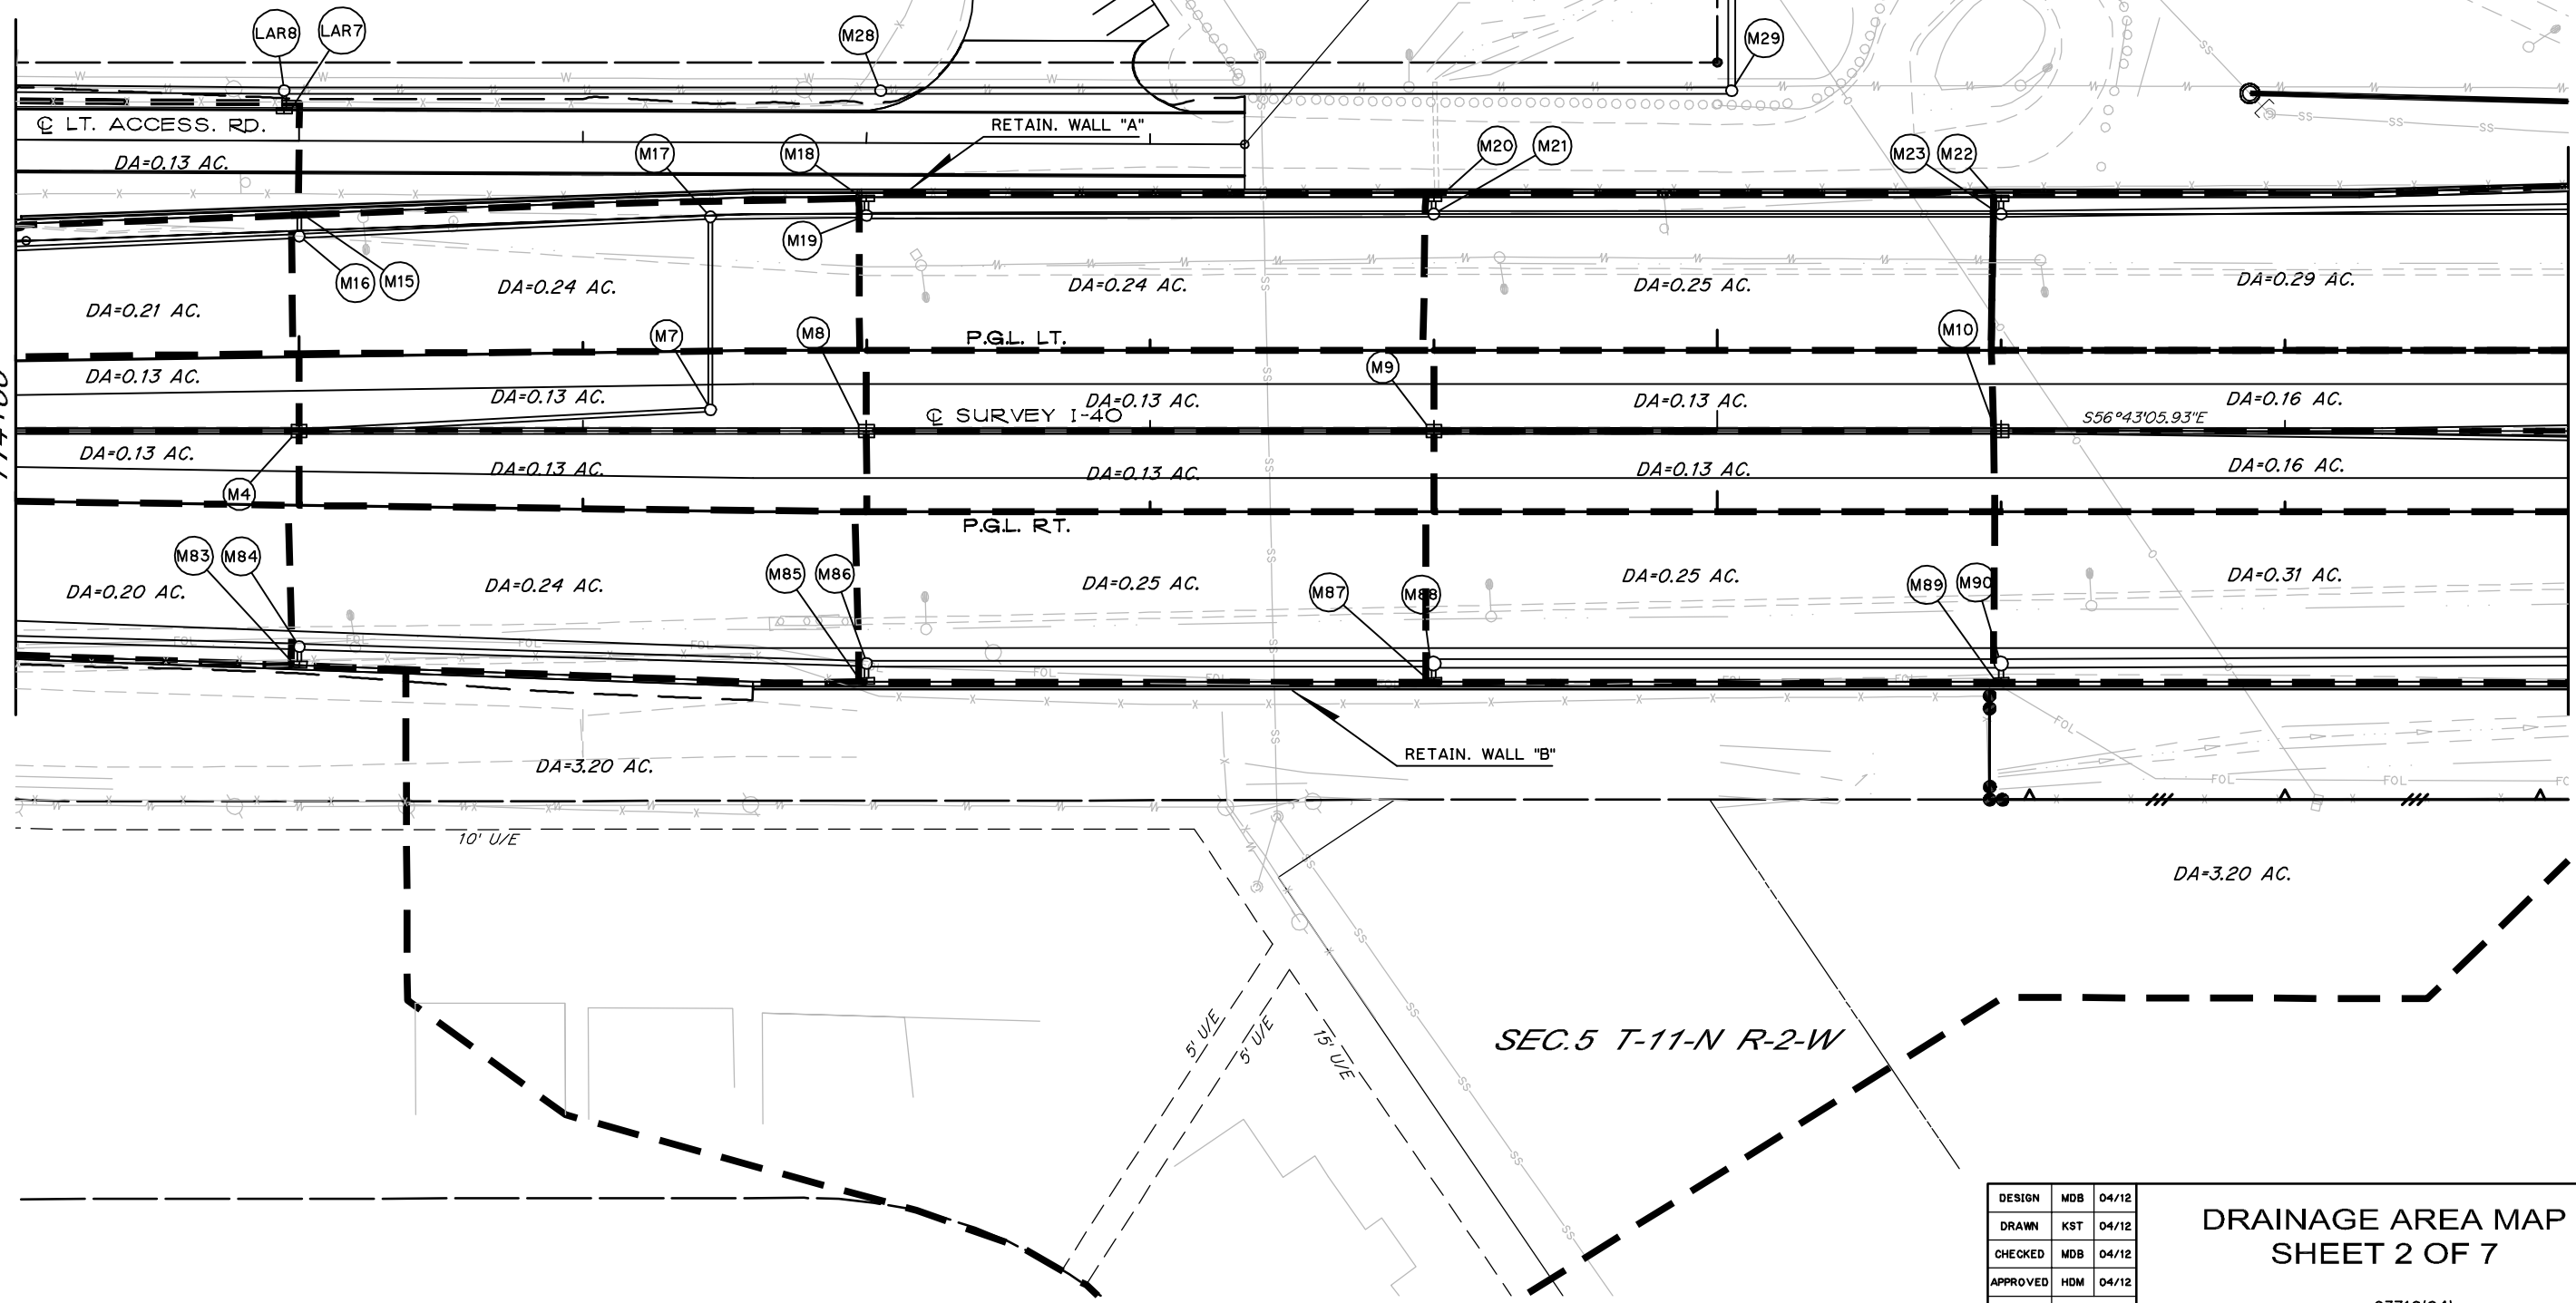 LAR8
LAR7
M28
M29
℄ LT. ACCESS. RD.
RETAIN. WALL "A"
DA=0.13 AC.
M17
M18
M20
M21
M23
M22
M19
M16
M15
DA=0.24 AC.
DA=0.24 AC.
DA=0.25 AC.
DA=0.29 AC.
DA=0.21 AC.
M7
M8
P.G.L. LT.
M9
M10
DA=0.13 AC.
DA=0.13 AC.
DA=0.13 AC.
DA=0.13 AC.
DA=0.16 AC.
℄ SURVEY I-40
S56°43'05.93"E
DA=0.13 AC.
DA=0.13 AC.
DA=0.13 AC.
DA=0.13 AC.
DA=0.16 AC.
M4
P.G.L. RT.
M83
M84
M85
M86
M87
M88
M89
M90
DA=0.20 AC.
DA=0.24 AC.
DA=0.25 AC.
DA=0.25 AC.
DA=0.31 AC.
RETAIN. WALL "B"
DA=3.20 AC.
10' U/E
DA=3.20 AC.
5' U/E
5' U/E
15' U/E
SEC.5 T-11-N R-2-W
DESIGN MDB 04/12
DRAWN KST 04/12
CHECKED MDB 04/12
APPROVED HDM 04/12
DRAINAGE AREA MAP
SHEET 2 OF 7